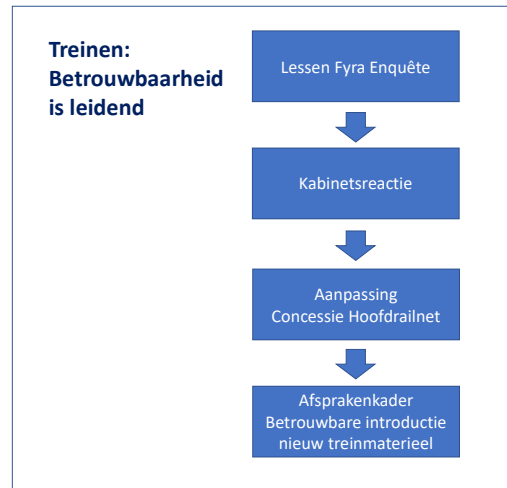 Treinen:
Betrouwbaarheid
is leidend
Lessen Fyra Enquête
Kabinetsreactie
Aanpassing
Concessie Hoofdrailnet
Afsprakenkader
Betrouwbare introductie
nieuw treinmaterieel